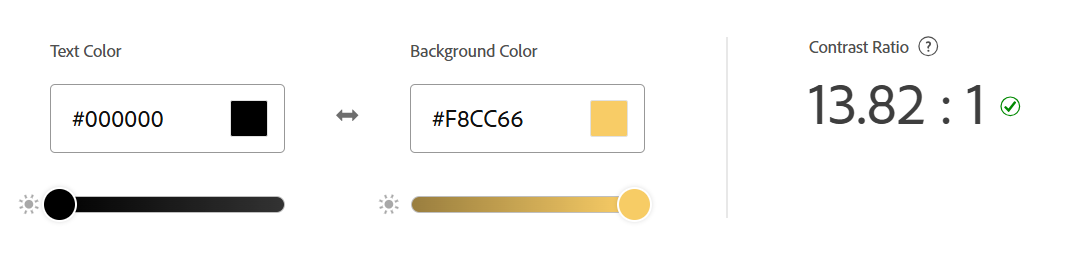 Text Color
#000000
Background Color
#F8CC66
Contrast Ratio ?
13.82 : 1